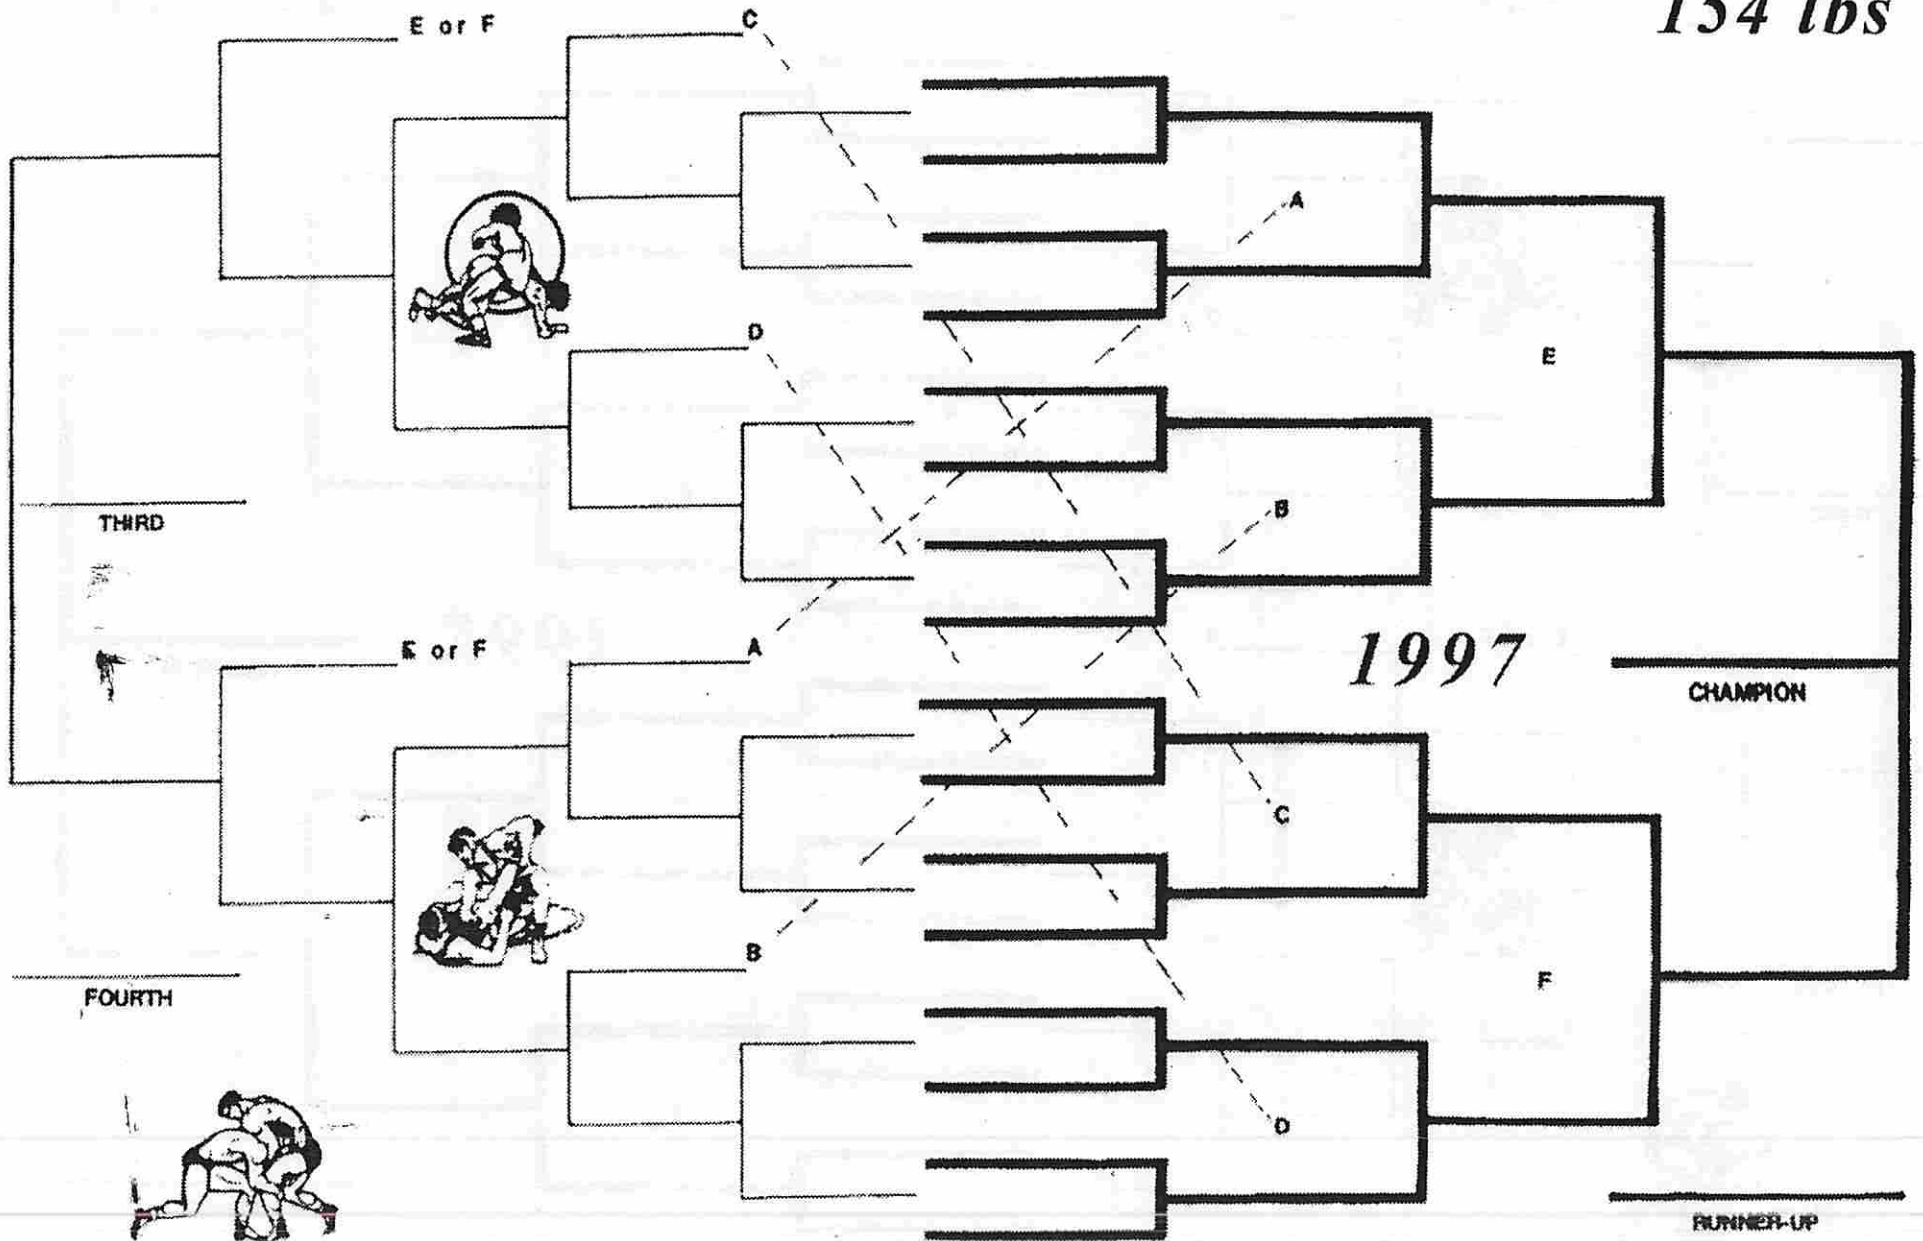 154 lbs
E or F
C
A
D
E
THIRD
B
E or F
A
1997
CHAMPION
C
B
F
FOURTH
D
RUNNER-UP